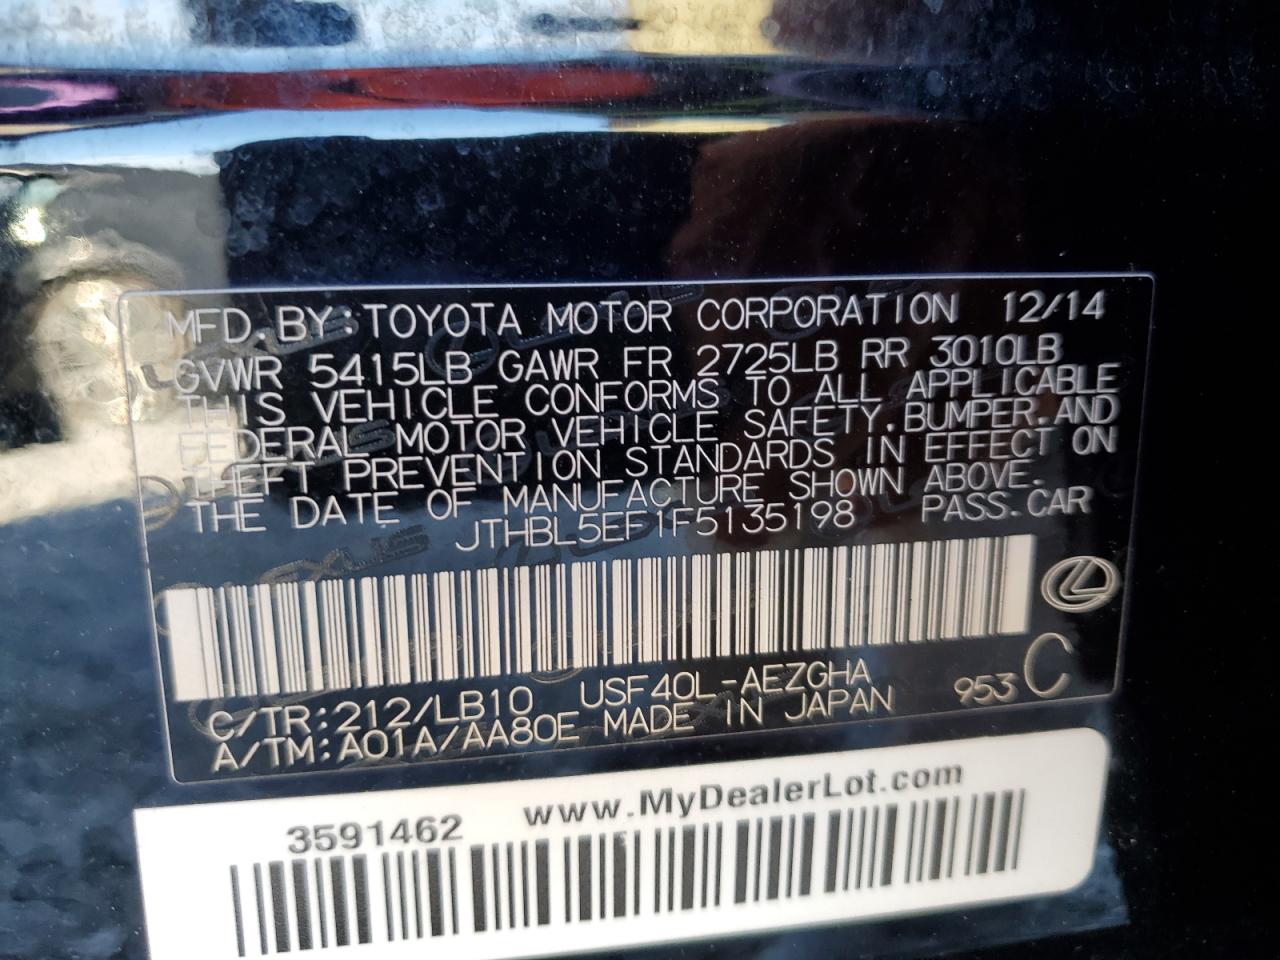 MFD.BY:TOYOTA MOTOR CORPORATION 12/14
GVWR 5415LB GAWR FR 2725LB RR 3010LB
THIS VEHICLE CONFORMS TO ALL APPLICABLE
FEDERAL MOTOR VEHICLE SAFETY,BUMPER,AND
THEFT PREVENTION STANDARDS IN EFFECT ON
THE DATE OF MANUFACTURE SHOWN ABOVE.
JTHBL5EF1F5135198 PASS.CAR
C/TR:212/LB10 USF40L-AEZGHA
A/TM:A01A/AA80E MADE IN JAPAN 953 C
3591462 www.MyDealerLot.com